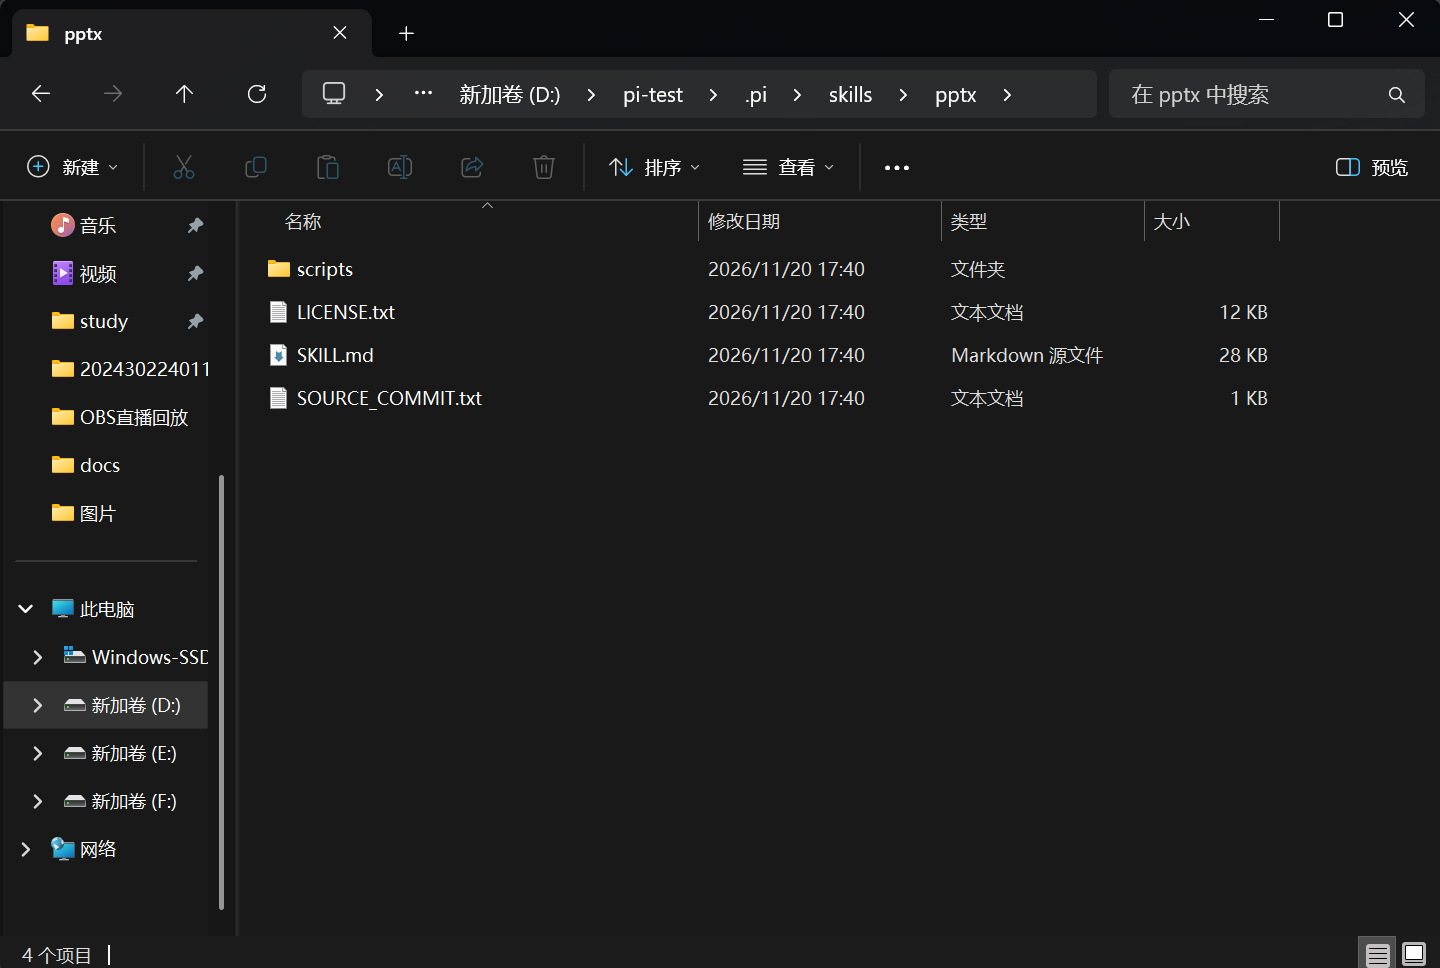 pptx
新加卷 (D:) pi-test .pi skills pptx
在 pptx 中搜索
新建 排序 查看 预览
名称 修改日期 类型 大小
音乐
视频
study
202430224011
OBS直播回放
docs
图片
此电脑
Windows-SSD
新加卷 (D:)
新加卷 (E:)
新加卷 (F:)
网络
scripts 2026/11/20 17:40 文件夹
LICENSE.txt 2026/11/20 17:40 文本文档 12 KB
SKILL.md 2026/11/20 17:40 Markdown 源文件 28 KB
SOURCE_COMMIT.txt 2026/11/20 17:40 文本文档 1 KB
4 个项目